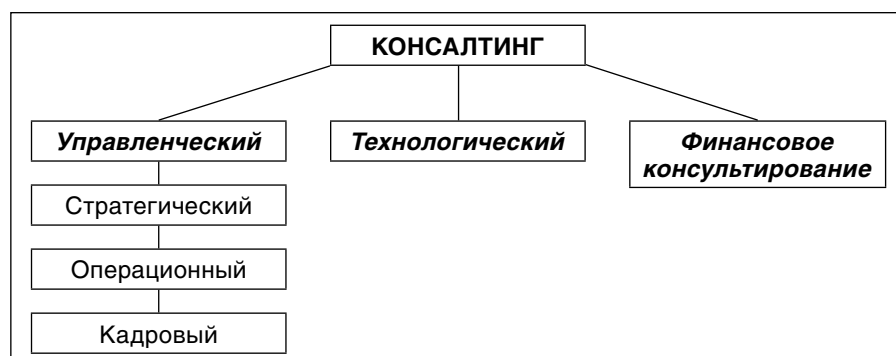 КОНСАЛТИНГ
Управленческий
Технологический
Финансовое
консультирование
Стратегический
Операционный
Кадровый